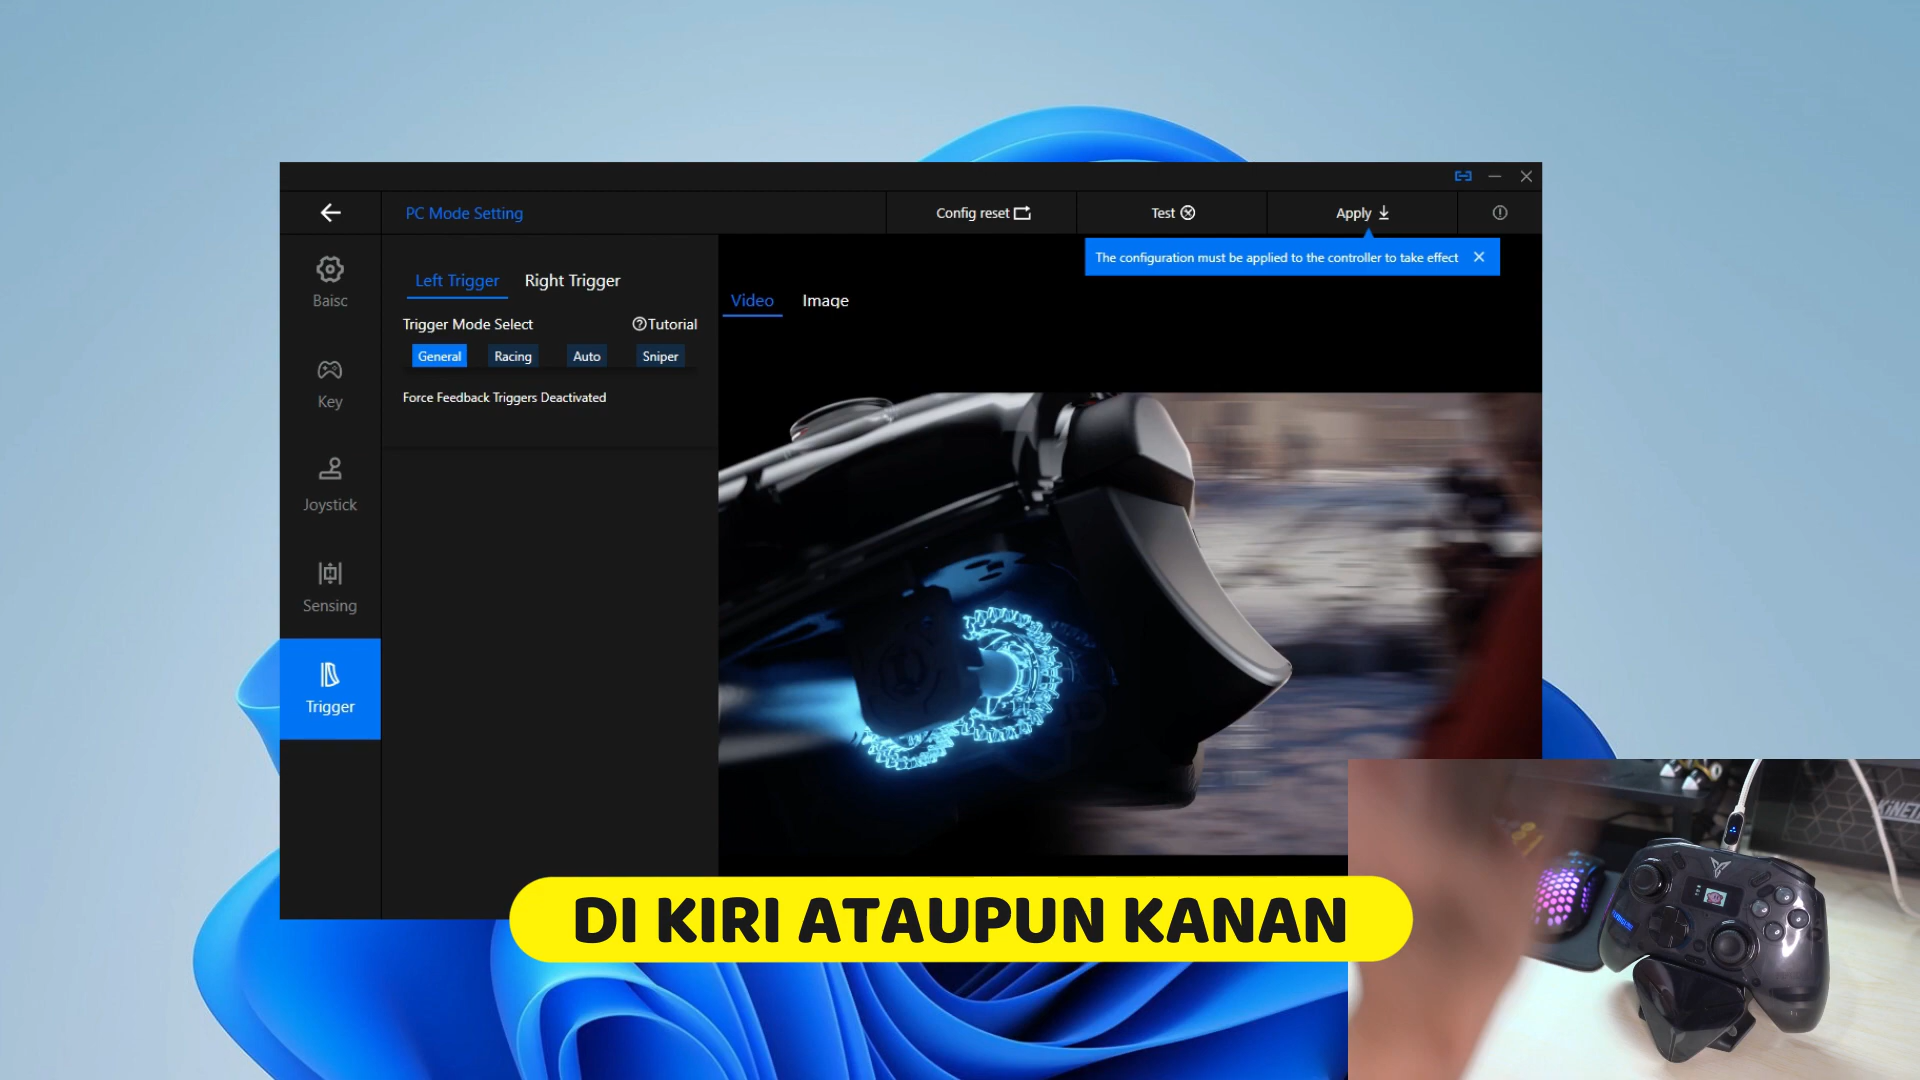 PC Mode Setting
Config reset
Test
Apply
The configuration must be applied to the controller to take effect
Baisc
Key
Joystick
Sensing
Trigger
Left Trigger Right Trigger
Trigger Mode Select Tutorial
General Racing Auto Sniper
Force Feedback Triggers Deactivated
Video Image
DI KIRI ATAUPUN KANAN